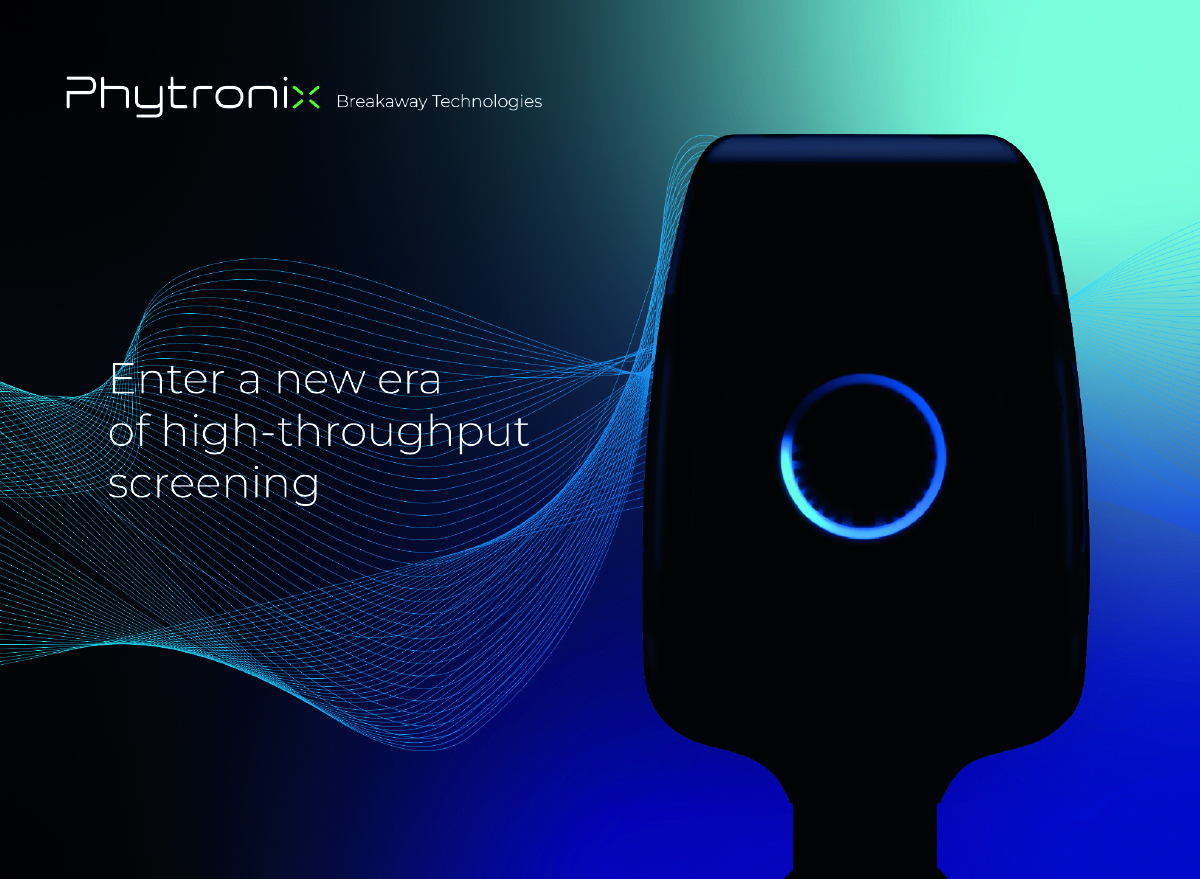 Phytronix Breakaway Technologies
Enter a new era
of high-throughput
screening